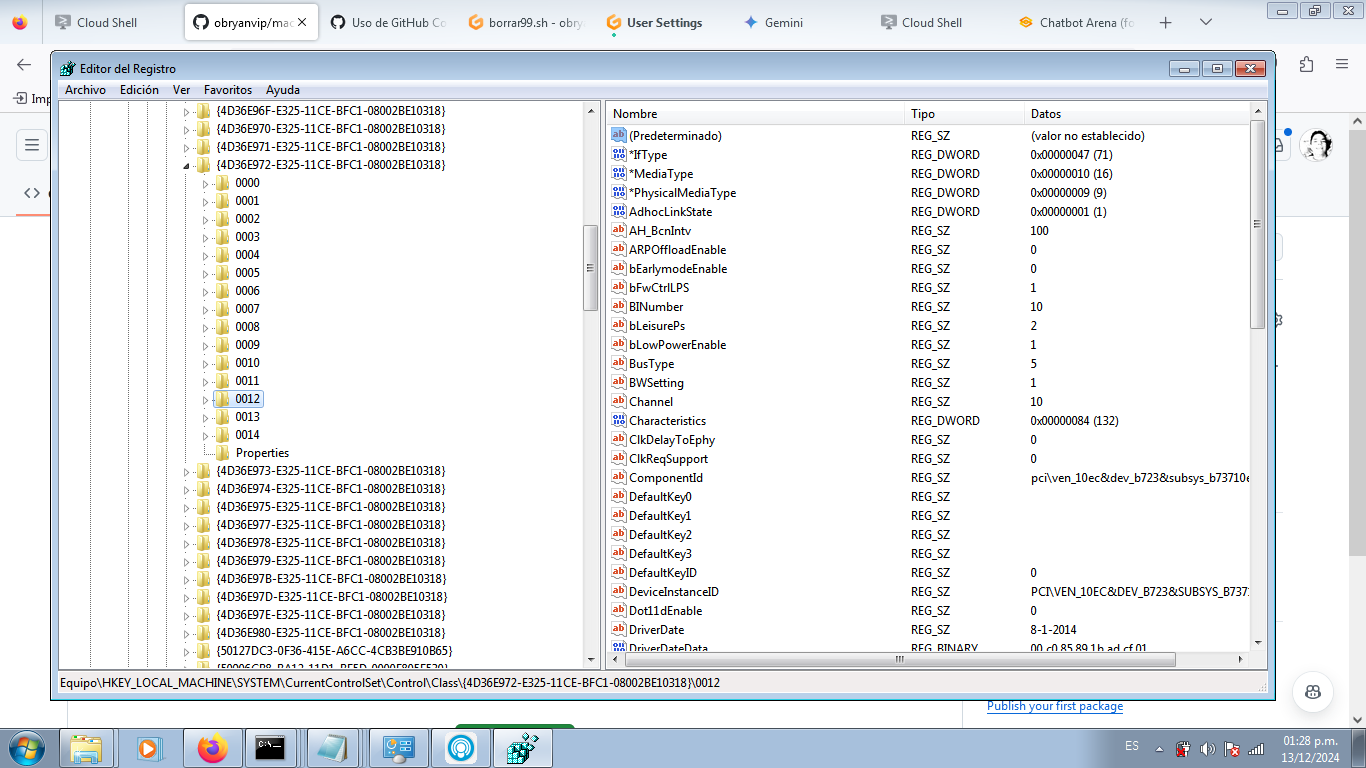 Cloud Shell
obryanvip/mac
Uso de GitHub Co
borrar99.sh - obry
User Settings
Gemini
Cloud Shell
Chatbot Arena (fo
Imp
Editor del Registro
Archivo Edición Ver Favoritos Ayuda
{4D36E96F-E325-11CE-BFC1-08002BE10318}
{4D36E970-E325-11CE-BFC1-08002BE10318}
{4D36E971-E325-11CE-BFC1-08002BE10318}
{4D36E972-E325-11CE-BFC1-08002BE10318}
0000
0001
0002
0003
0004
0005
0006
0007
0008
0009
0010
0011
0012
0013
0014
Properties
{4D36E973-E325-11CE-BFC1-08002BE10318}
{4D36E974-E325-11CE-BFC1-08002BE10318}
{4D36E975-E325-11CE-BFC1-08002BE10318}
{4D36E977-E325-11CE-BFC1-08002BE10318}
{4D36E978-E325-11CE-BFC1-08002BE10318}
{4D36E979-E325-11CE-BFC1-08002BE10318}
{4D36E97B-E325-11CE-BFC1-08002BE10318}
{4D36E97D-E325-11CE-BFC1-08002BE10318}
{4D36E97E-E325-11CE-BFC1-08002BE10318}
{4D36E980-E325-11CE-BFC1-08002BE10318}
{50127DC3-0F36-415E-A6CC-4CB3BE910B65}
Nombre Tipo Datos
(Predeterminado) REG_SZ (valor no establecido)
*IfType REG_DWORD 0x00000047 (71)
*MediaType REG_DWORD 0x00000010 (16)
*PhysicalMediaType REG_DWORD 0x00000009 (9)
AdhocLinkState REG_DWORD 0x00000001 (1)
AH_BcnIntv REG_SZ 100
ARPOffloadEnable REG_SZ 0
bEarlymodeEnable REG_SZ 0
bFwCtrlLPS REG_SZ 1
BINumber REG_SZ 10
bLeisurePs REG_SZ 2
bLowPowerEnable REG_SZ 1
BusType REG_SZ 5
BWSetting REG_SZ 1
Channel REG_SZ 10
Characteristics REG_DWORD 0x00000084 (132)
ClkDelayToEphy REG_SZ 0
ClkReqSupport REG_SZ 0
ComponentId REG_SZ pci\ven_10ec&dev_b723&subsys_b73710e
DefaultKey0 REG_SZ
DefaultKey1 REG_SZ
DefaultKey2 REG_SZ
DefaultKey3 REG_SZ
DefaultKeyID REG_SZ 0
DeviceInstanceID REG_SZ PCI\VEN_10EC&DEV_B723&SUBSYS_B737
Dot11dEnable REG_SZ 0
DriverDate REG_SZ 8-1-2014
DriverDateData REG_BINARY 00 c0 85 89 1b ad cf 01
Equipo\HKEY_LOCAL_MACHINE\SYSTEM\CurrentControlSet\Control\Class\{4D36E972-E325-11CE-BFC1-08002BE10318}\0012
Publish your first package
ES
01:28 p.m.
13/12/2024